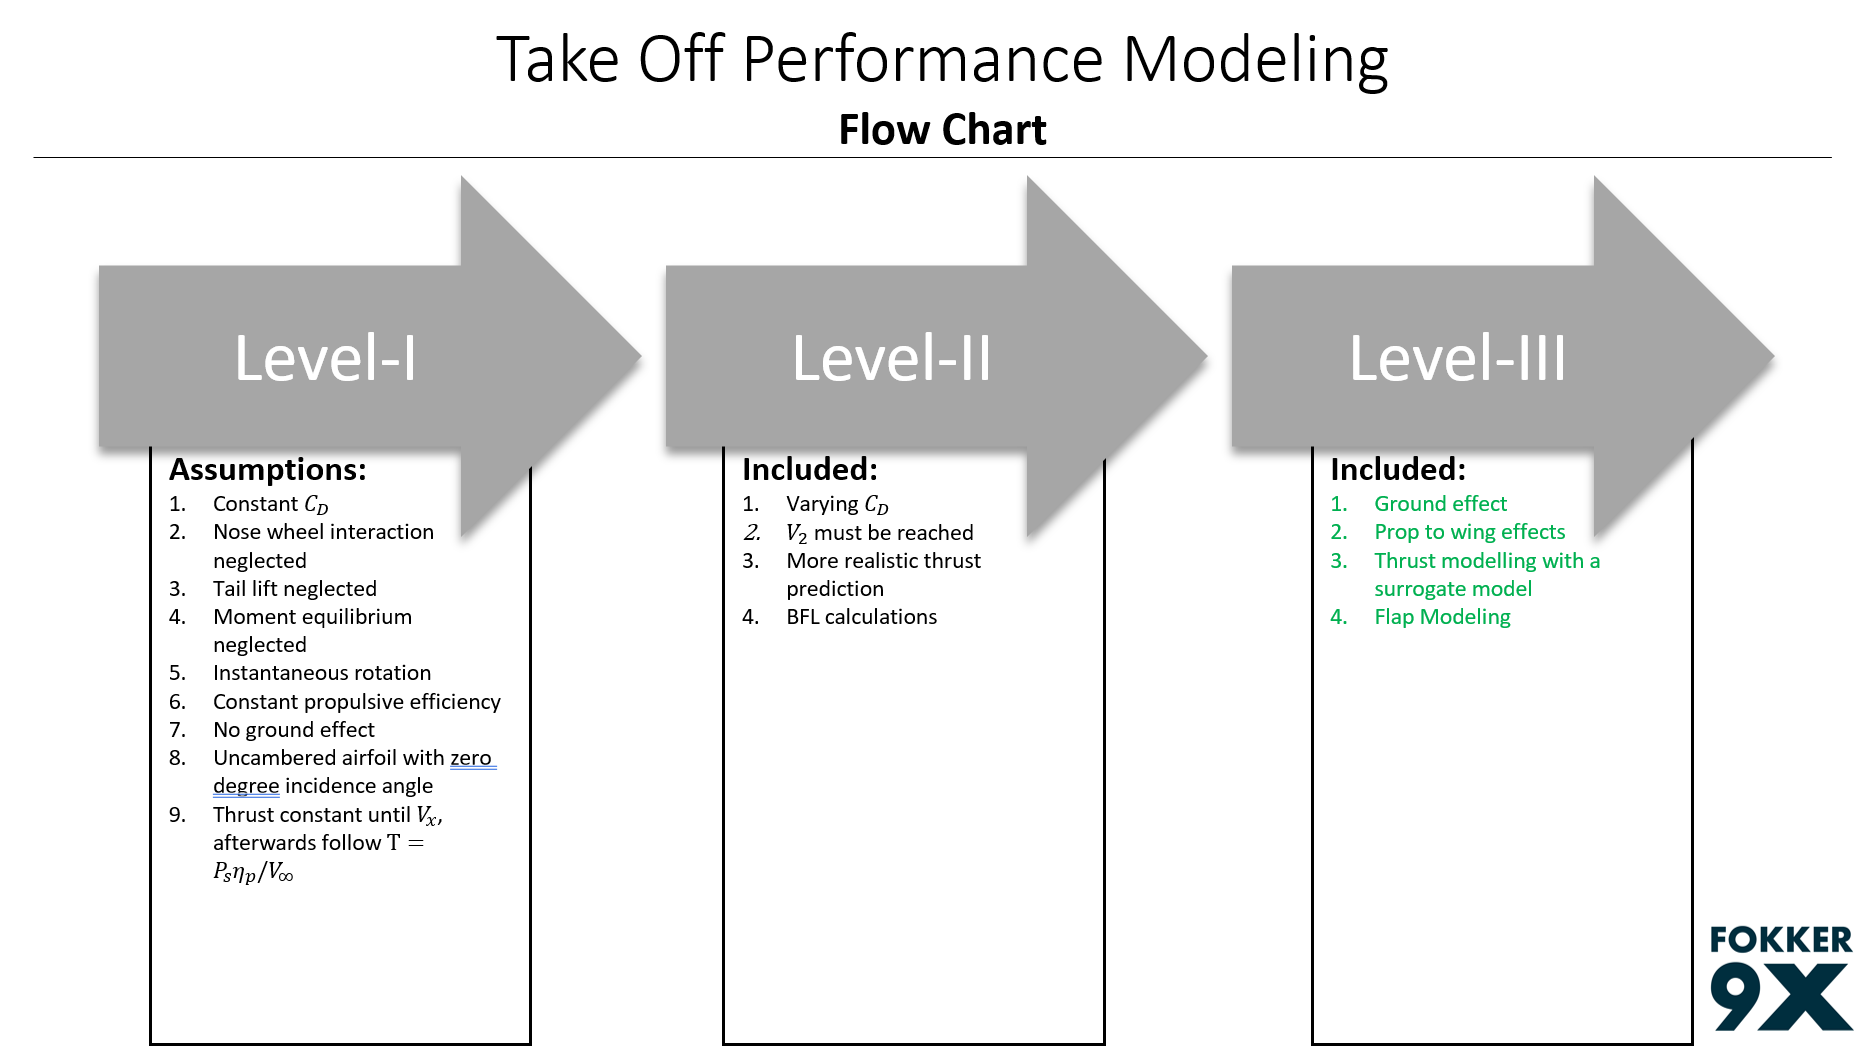 Take Off Performance Modeling
Flow Chart
Level-I
Assumptions:
1. Constant C_D
2. Nose wheel interaction
neglected
3. Tail lift neglected
4. Moment equilibrium
neglected
5. Instantaneous rotation
6. Constant propulsive efficiency
7. No ground effect
8. Uncambered airfoil with zero
degree incidence angle
9. Thrust constant until V_x,
afterwards follow T =
P_sη_p/V_∞
Level-II
Included:
1. Varying C_D
2. V_2 must be reached
3. More realistic thrust
prediction
4. BFL calculations
Level-III
Included:
1. Ground effect
2. Prop to wing effects
3. Thrust modelling with a
surrogate model
4. Flap Modeling
FOKKER
9X